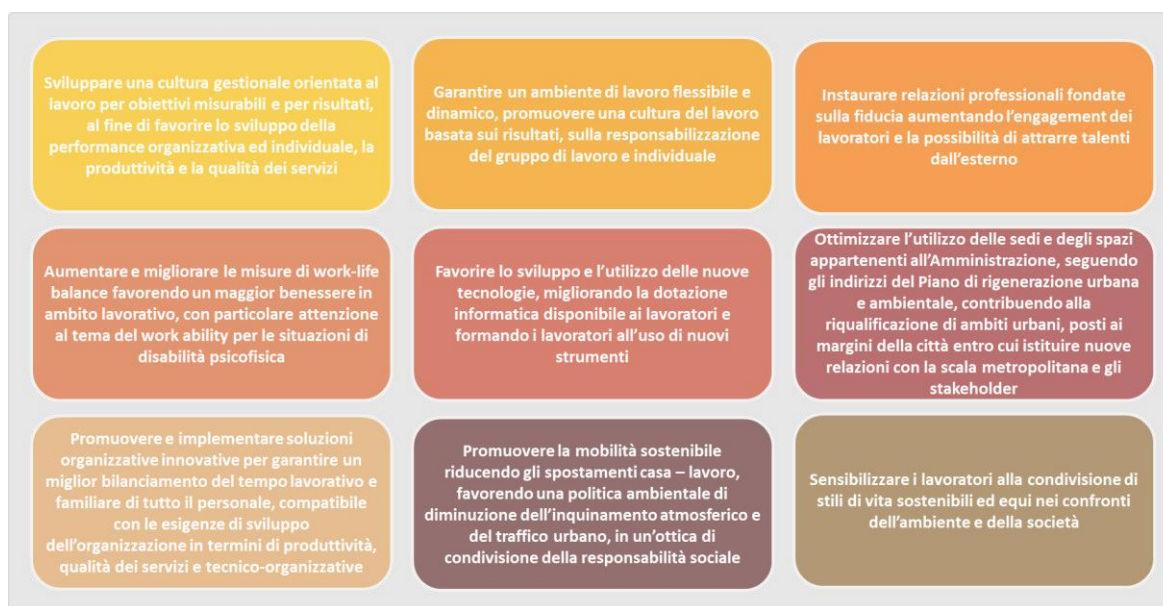 Sviluppare una cultura gestionale orientata al
lavoro per obiettivi misurabili e per risultati,
al fine di favorire lo sviluppo della
performance organizzativa ed individuale, la
produttività e la qualità dei servizi
Garantire un ambiente di lavoro flessibile e
dinamico, promuovere una cultura del lavoro
basata sui risultati, sulla responsabilizzazione
del gruppo di lavoro e individuale
Instaurare relazioni professionali fondate
sulla fiducia aumentando l'engagement dei
lavoratori e la possibilità di attrarre talenti
dall'esterno
Aumentare e migliorare le misure di work-life
balance favorendo un maggior benessere in
ambito lavorativo, con particolare attenzione
al tema del work ability per le situazioni di
disabilità psicofisica
Favorire lo sviluppo e l'utilizzo delle nuove
tecnologie, migliorando la dotazione
informatica disponibile ai lavoratori e
formando i lavoratori all'uso di nuovi
strumenti
Ottimizzare l'utilizzo delle sedi e degli spazi
appartenenti all'Amministrazione, seguendo
gli indirizzi del Piano di rigenerazione urbana
e ambientale, contribuendo alla
riqualificazione di ambiti urbani, posti ai
margini della città entro cui istituire nuove
relazioni con la scala metropolitana e gli
stakeholder
Promuovere e implementare soluzioni
organizzative innovative per garantire un
miglior bilanciamento del tempo lavorativo e
familiare di tutto il personale, compatibile
con le esigenze di sviluppo
dell'organizzazione in termini di produttività,
qualità dei servizi e tecnico-organizzative
Promuovere la mobilità sostenibile
riducendo gli spostamenti casa – lavoro,
favorendo una politica ambientale di
diminuzione dell'inquinamento atmosferico e
del traffico urbano, in un'ottica di
condivisione della responsabilità sociale
Sensibilizzare i lavoratori alla condivisione di
stili di vita sostenibili ed equi nei confronti
dell'ambiente e della società